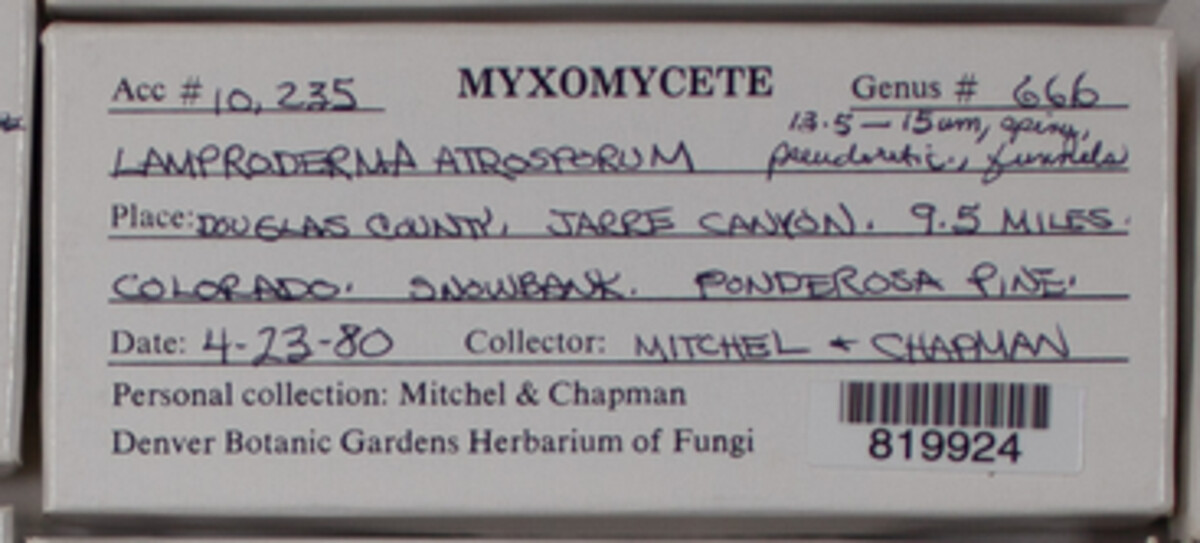 Acc # 10,235 MYXOMYCETE Genus # 666
13.5 – 15um, spiny,
LAMPRODERMA ATROSPORUM pseudoretic., funnels
Place: DOUGLAS COUNTY, JARRE CANYON. 9.5 MILES.
COLORADO. SNOWBANK. PONDEROSA PINE.
Date: 4-23-80 Collector: MITCHEL + CHAPMAN
Personal collection: Mitchel & Chapman
Denver Botanic Gardens Herbarium of Fungi
819924